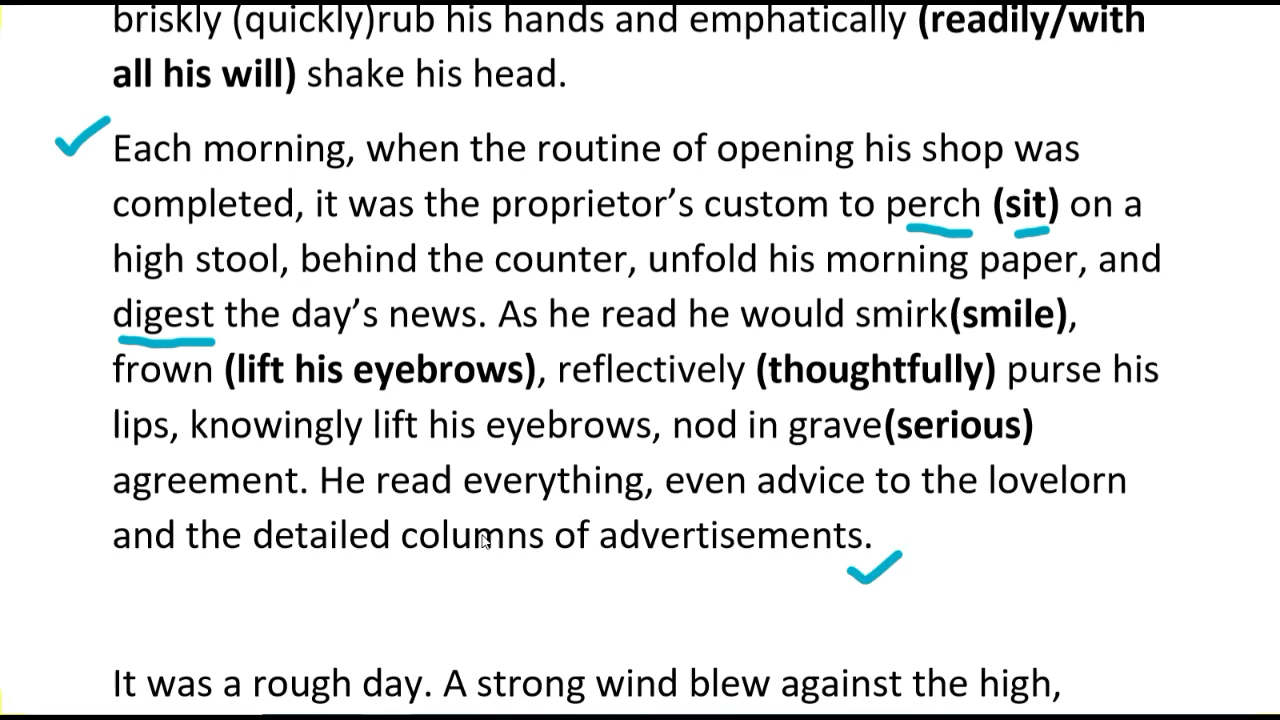 briskly (quickly)rub his hands and emphatically (readily/with
all his will) shake his head.
Each morning, when the routine of opening his shop was
completed, it was the proprietor’s custom to perch (sit) on a
high stool, behind the counter, unfold his morning paper, and
digest the day’s news. As he read he would smirk(smile),
frown (lift his eyebrows), reflectively (thoughtfully) purse his
lips, knowingly lift his eyebrows, nod in grave(serious)
agreement. He read everything, even advice to the lovelorn
and the detailed columns of advertisements.
It was a rough day. A strong wind blew against the high,